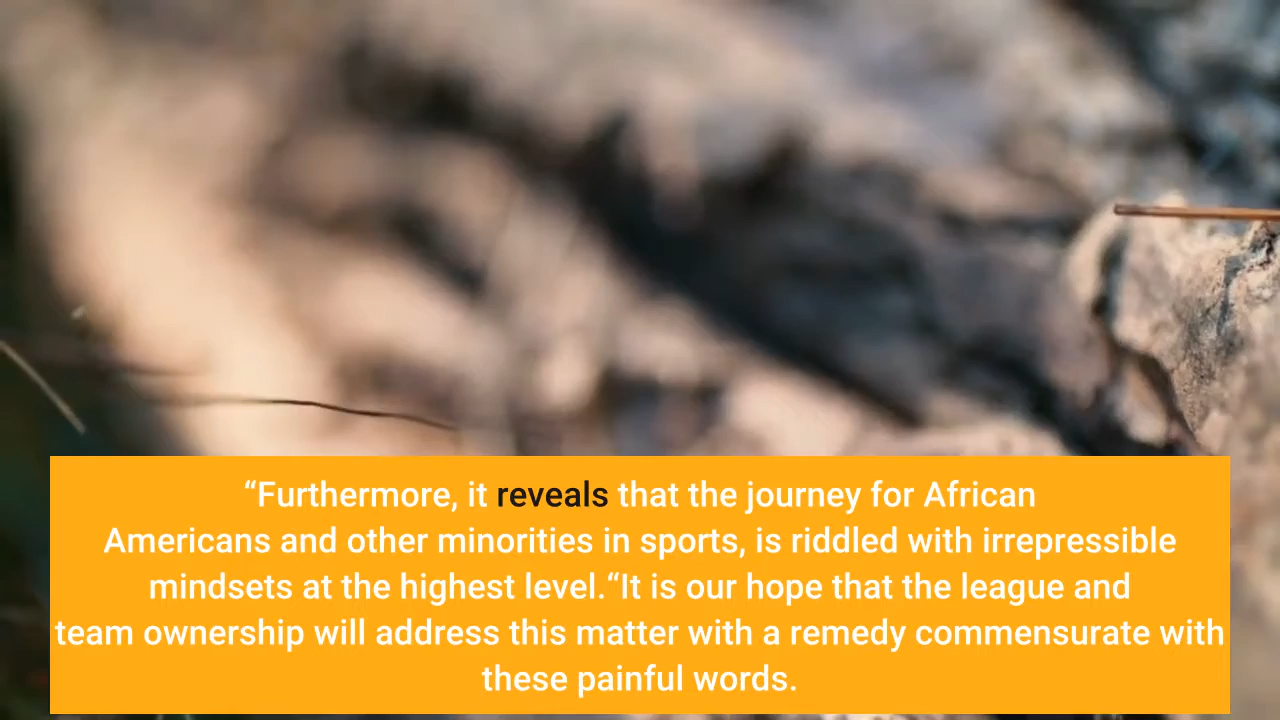 “Furthermore, it reveals that the journey for African
Americans and other minorities in sports, is riddled with irrepressible
mindsets at the highest level.“It is our hope that the league and
team ownership will address this matter with a remedy commensurate with
these painful words.